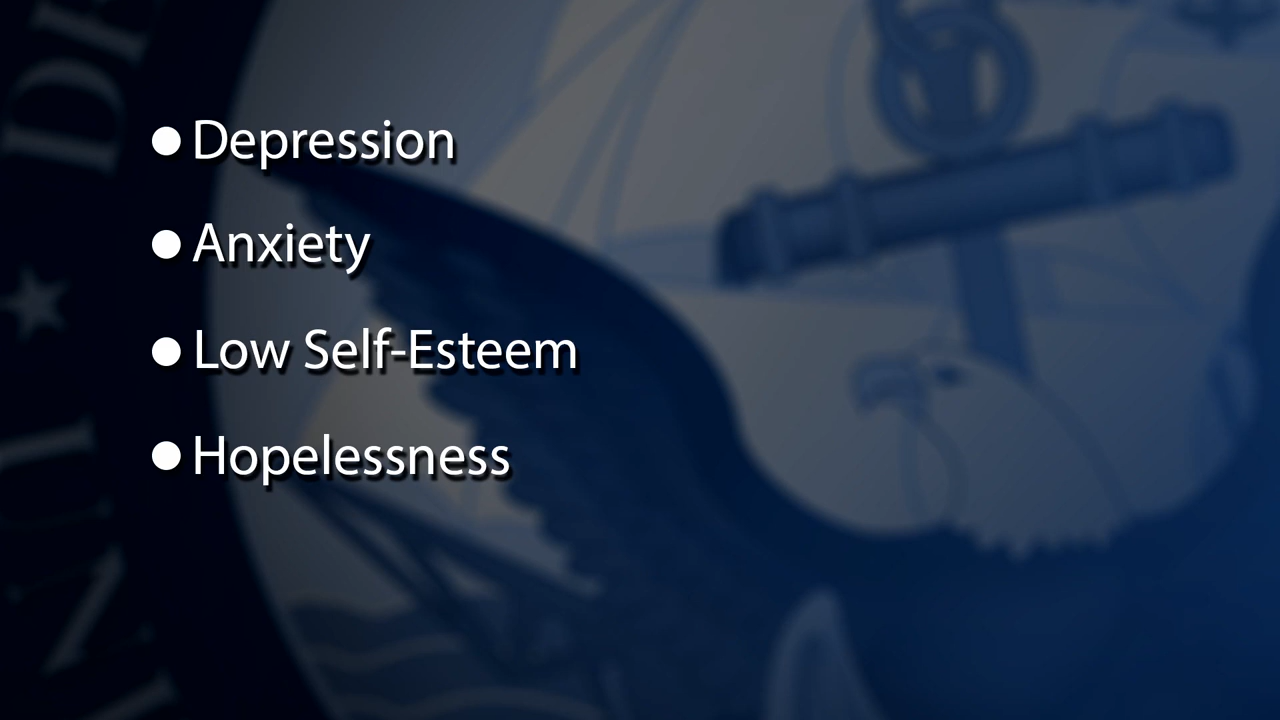 • Depression
• Anxiety
• Low Self-Esteem
• Hopelessness